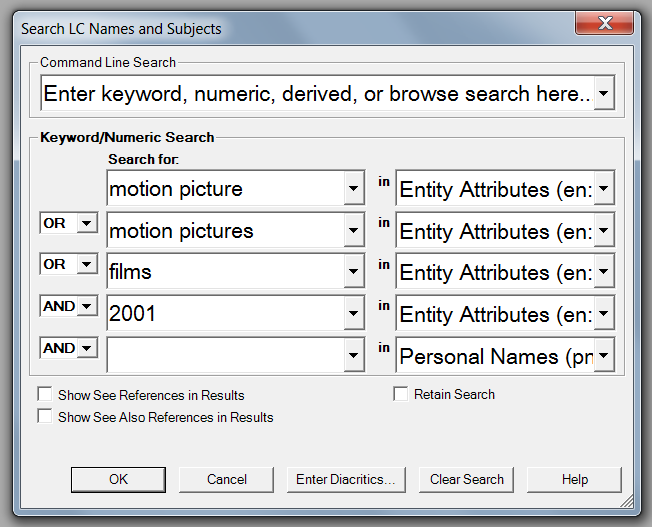 Search LC Names and Subjects
Command Line Search
Enter keyword, numeric, derived, or browse search here..
Keyword/Numeric Search
Search for:
motion picture in Entity Attributes (en:
OR motion pictures in Entity Attributes (en:
OR films in Entity Attributes (en:
AND 2001 in Entity Attributes (en:
AND in Personal Names (pn
Show See References in Results Retain Search
Show See Also References in Results
OK Cancel Enter Diacritics... Clear Search Help